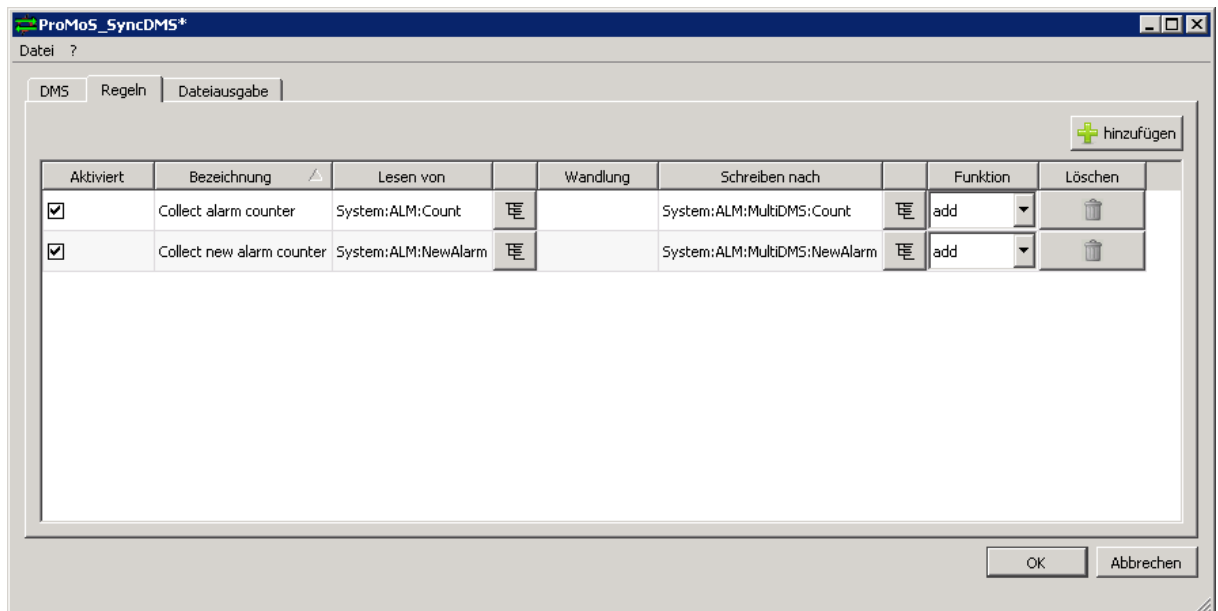 ProMoS_SyncDMS*
Datei ?
DMS Regeln Dateiausgabe
hinzufügen
Aktiviert Bezeichnung Lesen von Wandlung Schreiben nach Funktion Löschen
Collect alarm counter System:ALM:Count System:ALM:MultiDMS:Count add
Collect new alarm counter System:ALM:NewAlarm System:ALM:MultiDMS:NewAlarm add
OK Abbrechen